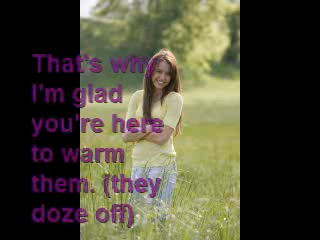 That's why
I'm glad
you're here
to warm
them. (they
doze off)